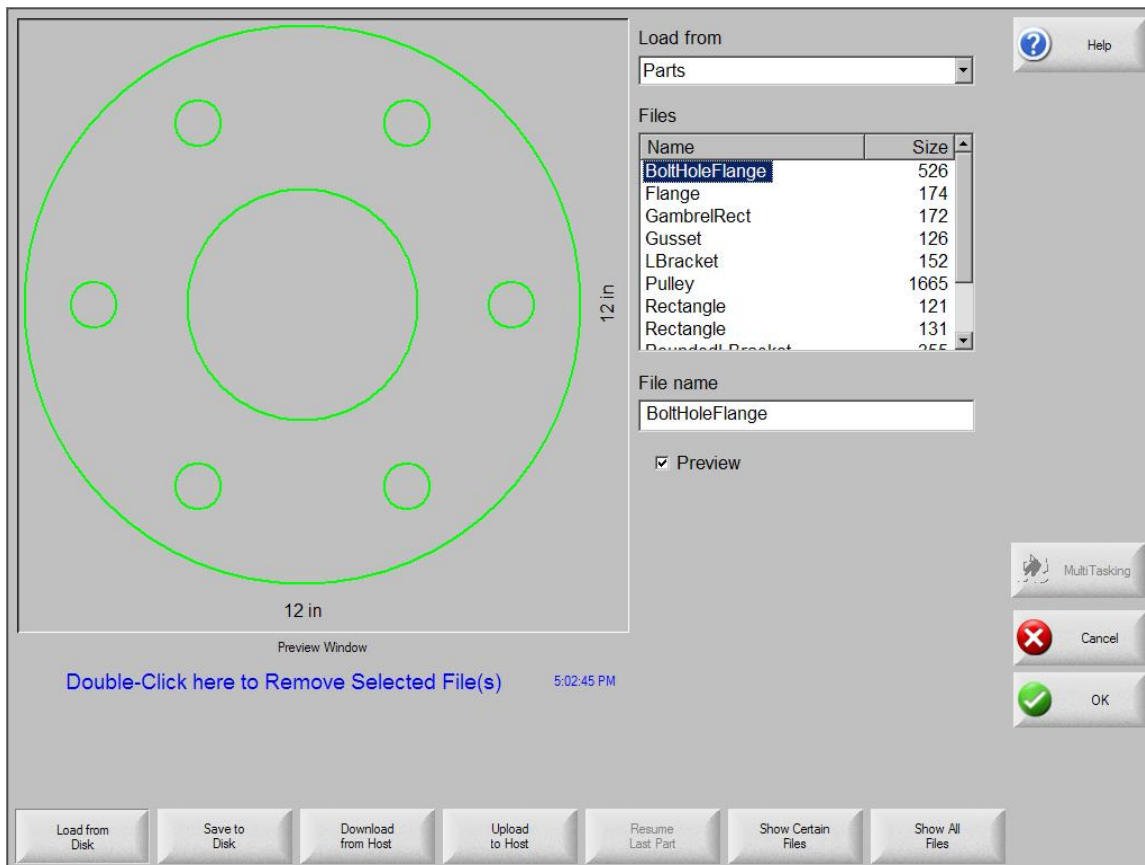 Load from
Parts
Help
Files
Name Size
BoltHoleFlange 526
Flange 174
GambrelRect 172
Gusset 126
LBracket 152
Pulley 1665
Rectangle 121
Rectangle 131
RoundedLBracket 355
12 in
12 in
File name
BoltHoleFlange
Preview
Preview Window
Double-Click here to Remove Selected File(s) 5:02:45 PM
MultiTasking
Cancel
OK
Load from
Disk
Save to
Disk
Download
from Host
Upload
to Host
Resume
Last Part
Show Certain
Files
Show All
Files